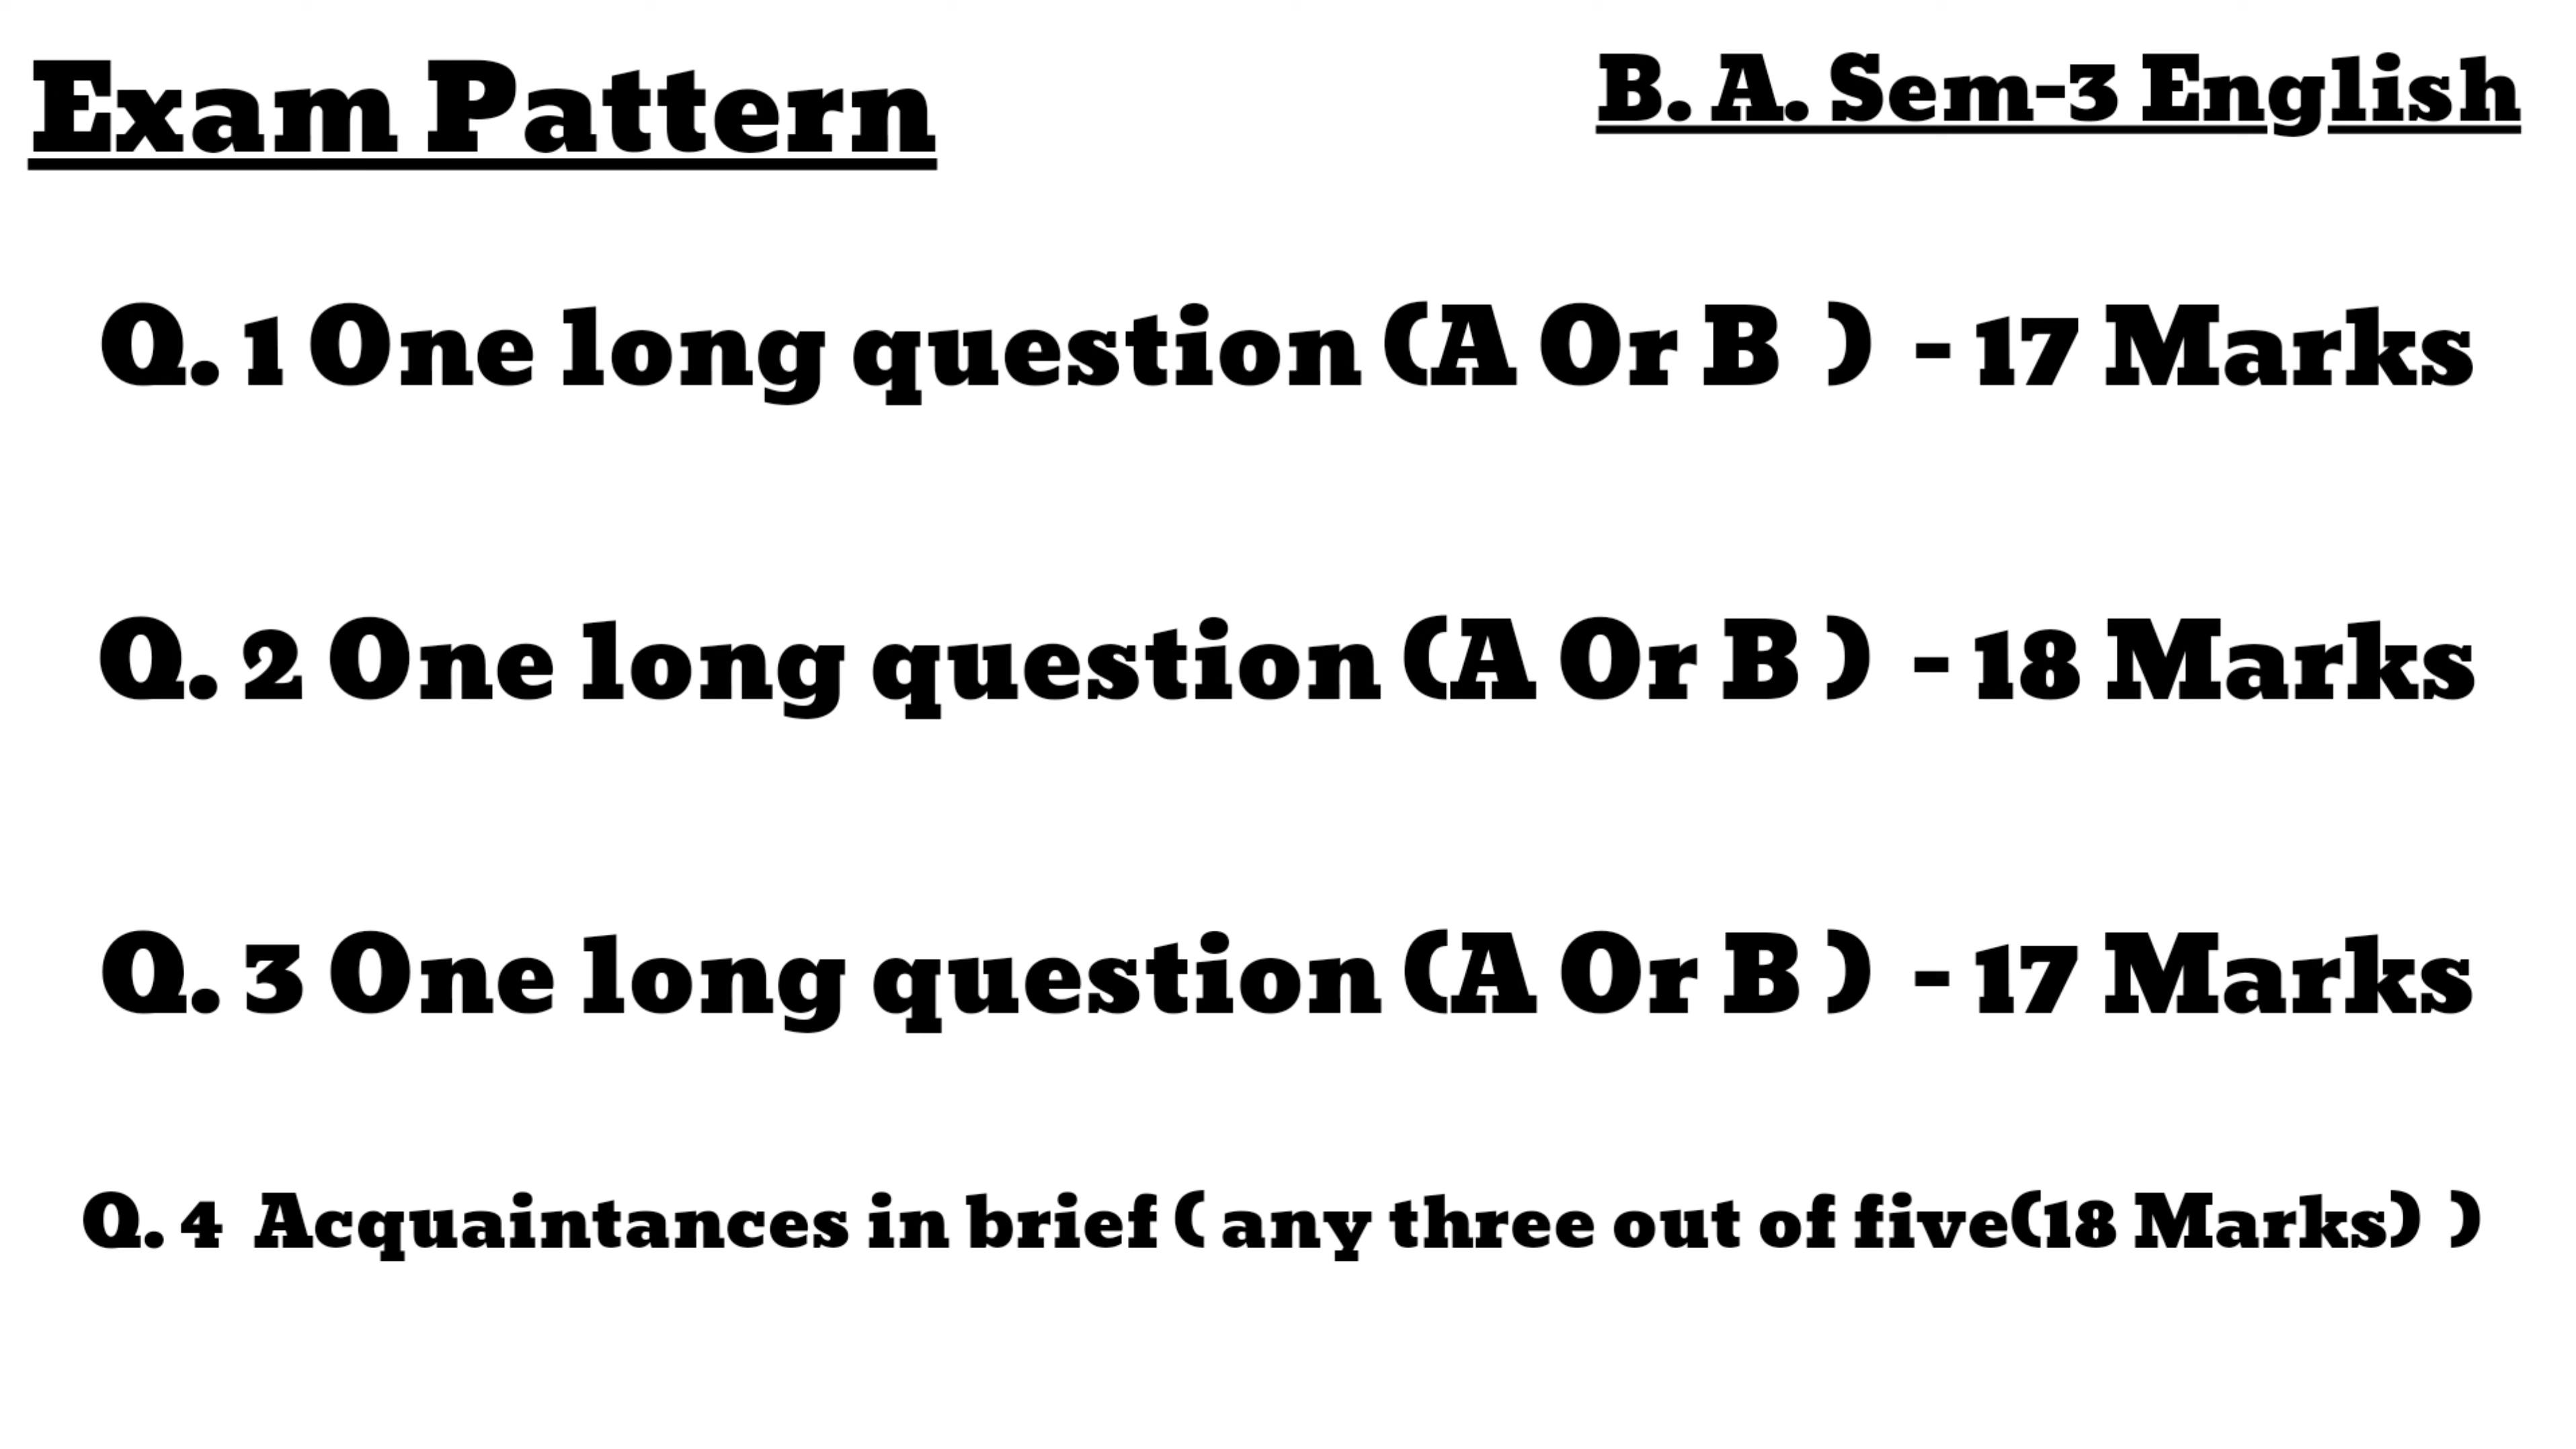 Exam Pattern
B. A. Sem-3 English
Q. 1 One long question (A Or B ) - 17 Marks
Q. 2 One long question (A Or B ) - 18 Marks
Q. 3 One long question (A Or B ) - 17 Marks
Q. 4 Acquaintances in brief ( any three out of five(18 Marks) )